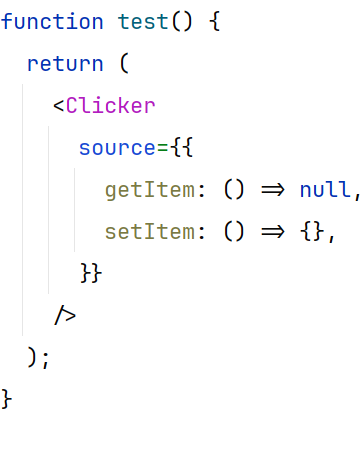 function test() {
  return (
    <Clicker
      source={{
        getItem: () => null,
        setItem: () => {},
      }}
    />
  );
}